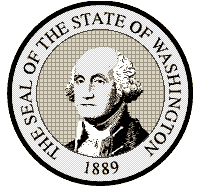 THE SEAL OF THE STATE OF WASHINGTON
1889